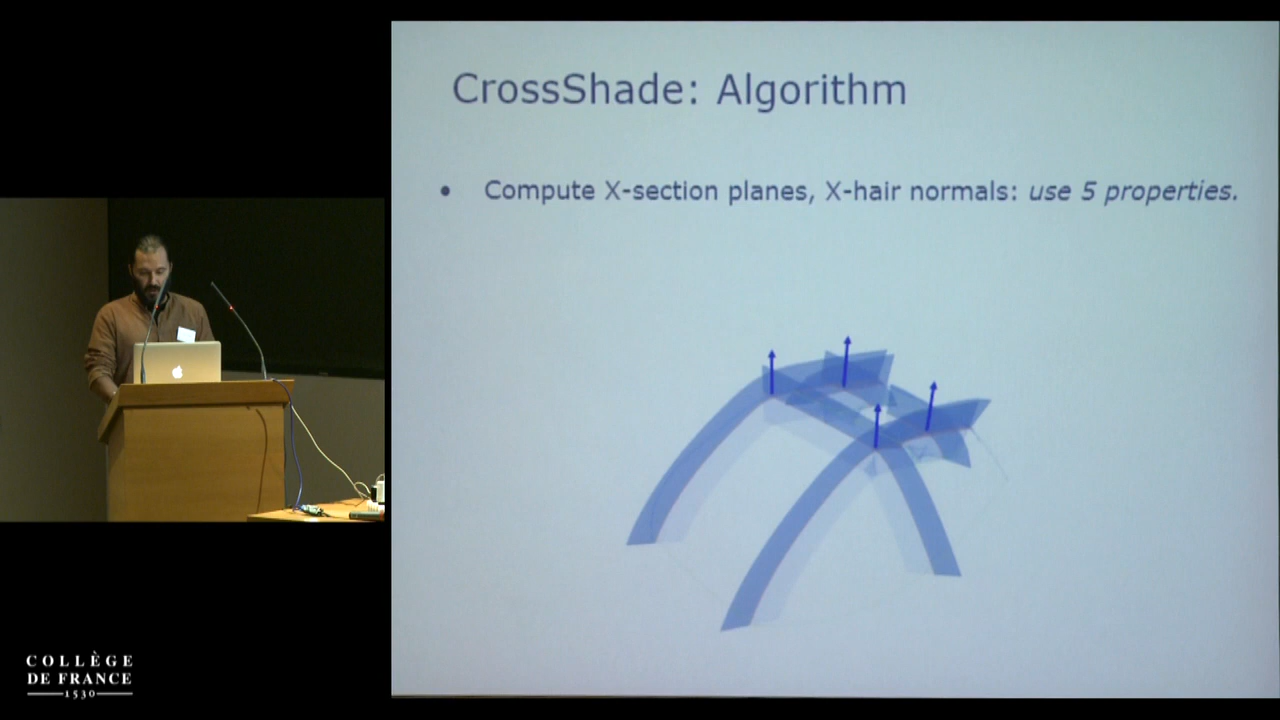 CrossShade: Algorithm
• Compute X-section planes, X-hair normals: use 5 properties.
COLLÈGE
DE FRANCE
1530